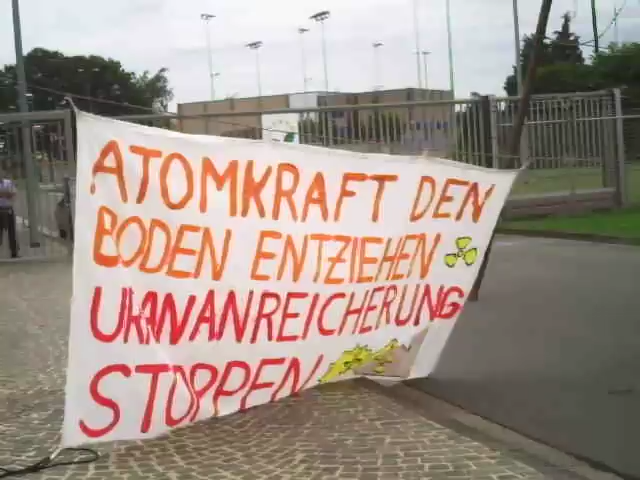 ATOMKRAFT DEN
BODEN ENTZIEHEN
URANANREICHERUNG
STOPPEN